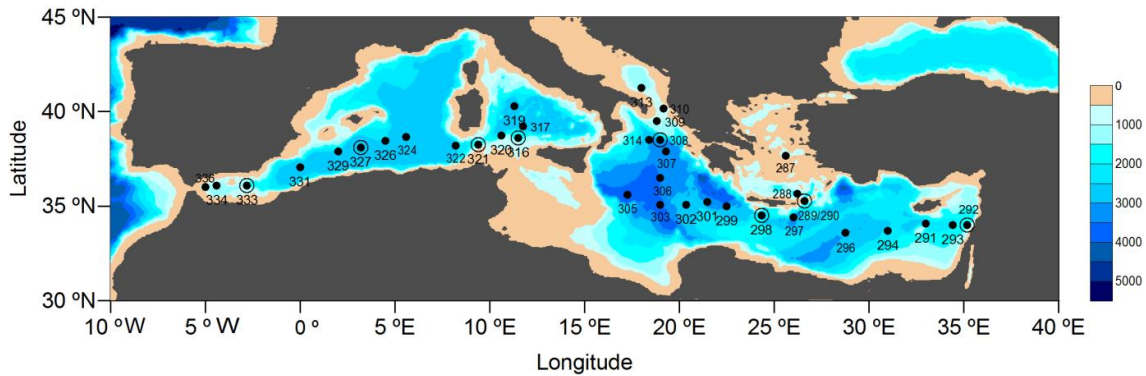 45 ºN
40 ºN
35 ºN
30 ºN
Latitude
10 ºW
5 ºW
0 º
5 ºE
10 ºE
15 ºE
20 ºE
25 ºE
30 ºE
35 ºE
40 ºE
Longitude
336
334
333
331
329
327
326
324
322
321
320
319
317
316
313
310
309
314
308
307
306
305
303
302
301
299
298
297
287
288
289/290
296
294
291
293
292
0
1000
2000
3000
4000
5000